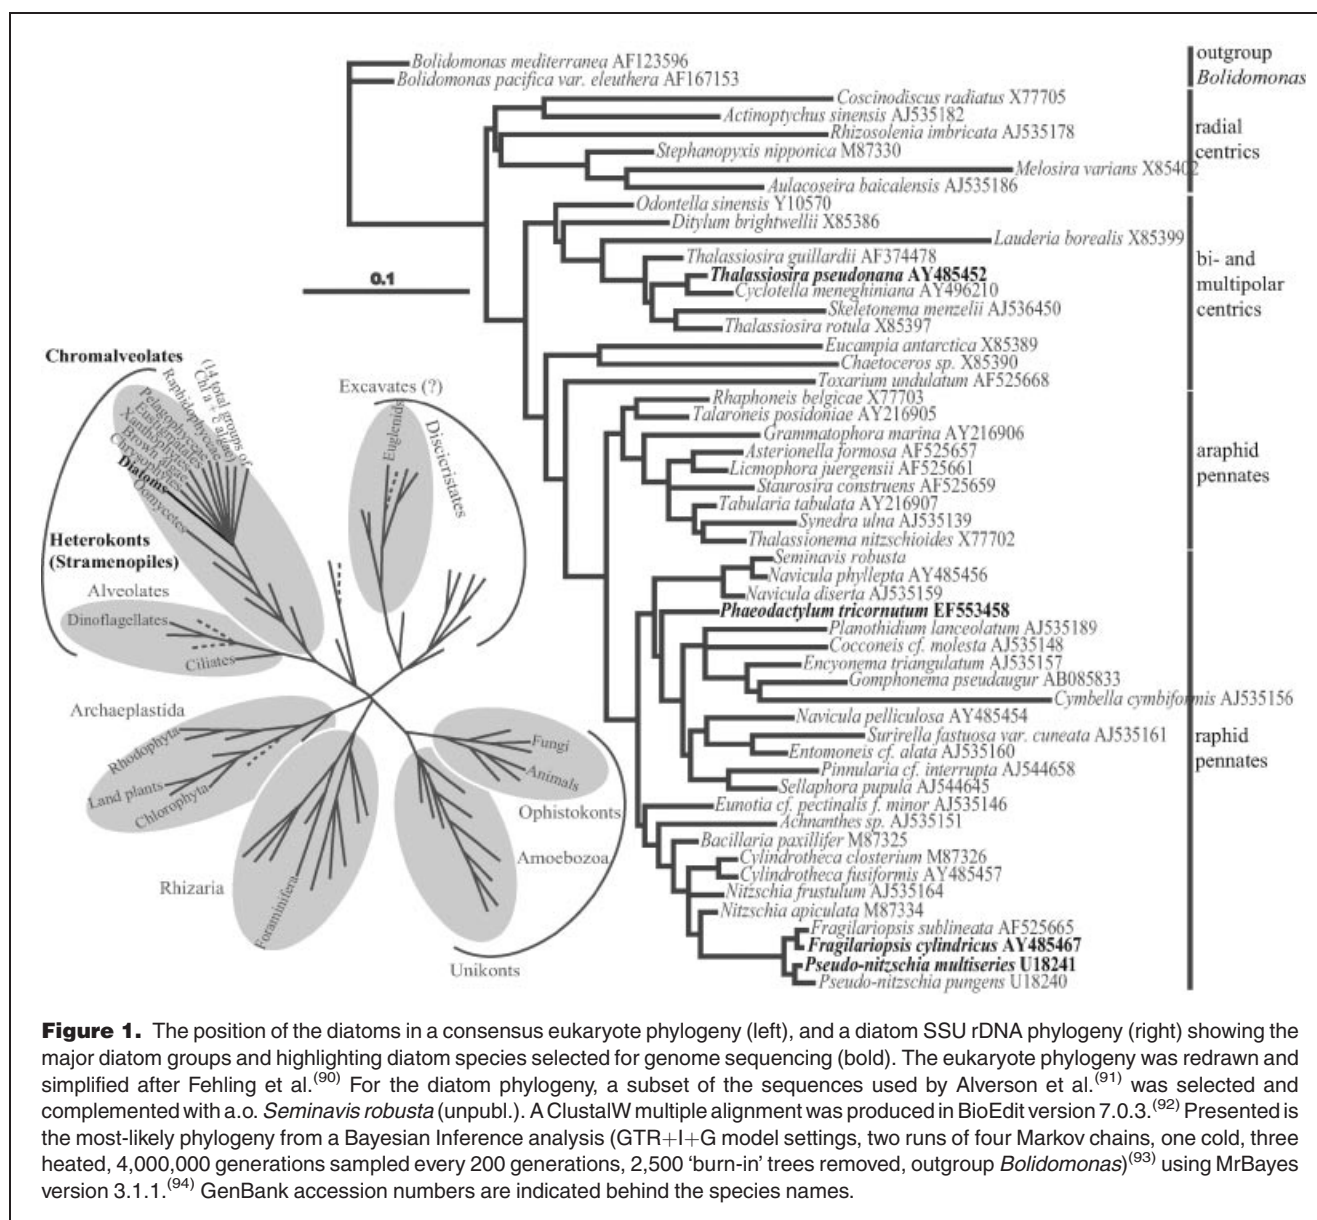 Bolidomonas mediterranea AF123596
Bolidomonas pacifica var. eleuthera AF167153
outgroup
Bolidomonas
Coscinodiscus radiatus X77705
Actinoptychus sinensis AJ535182
Rhizosolenia imbricata AJ535178
Stephanopyxis nipponica M87330
Melosira varians X85402
Aulacoseira baicalensis AJ535186
radial
centrics
Odontella sinensis Y10570
Ditylum brightwellii X85386
Lauderia borealis X85399
Thalassiosira guillardii AF374478
Thalassiosira pseudonana AY485452
Cyclotella meneghiniana AY496210
Skeletonema menzelii AJ536450
Thalassiosira rotula X85397
Eucampia antarctica X85389
Chaetoceros sp. X85390
Toxarium undulatum AF525668
bi- and
multipolar
centrics
0.1
Rhaphoneis belgicae X77703
Talaroneis posidoniae AY216905
Grammatophora marina AY216906
Asterionella formosa AF525657
Licmophora juergensii AF525661
Staurosira construens AF525659
Tabularia tabulata AY216907
Synedra ulna AJ535139
Thalassionema nitzschioides X77702
araphid
pennates
Seminavis robusta
Navicula phyllepta AY485456
Navicula diserta AJ535159
Phaeodactylum tricornutum EF553458
Planothidium lanceolatum AJ535189
Cocconeis cf. molesta AJ535148
Encyonema triangulatum AJ535157
Gomphonema pseudaugur AB085833
Cymbella cymbiformis AJ535156
Navicula pelliculosa AY485454
Surirella fastuosa var. cuneata AJ535161
Entomoneis cf. alata AJ535160
Pinnularia cf. interrupta AJ544658
Sellaphora pupula AJ544645
Eunotia cf. pectinalis f. minor AJ535146
Achnanthes sp. AJ535151
Bacillaria paxillifer M87325
Cylindrotheca closterium M87326
Cylindrotheca fusiformis AY485457
Nitzschia frustulum AJ535164
Nitzschia apiculata M87334
Fragilariopsis sublineata AF525665
Fragilariopsis cylindricus AY485467
Pseudo-nitzschia multiseries U18241
Pseudo-nitzschia pungens U18240
raphid
pennates
Chromalveolates
(14 total groups of
Chl a + c algae)
Raphidophyceae
Pelagophyceae
Eustigmatales
Xanthophytes
Brown algae
Chrysophytes
Diatoms
Oomycetes
Heterokonts
(Stramenopiles)
Alveolates
Dinoflagellates
Ciliates
Excavates (?)
Euglenids
Discicristates
Archaeplastida
Rhodophyta
Land plants
Chlorophyta
Rhizaria
Foraminifera
Fungi
Animals
Ophistokonts
Amoebozoa
Unikonts
Figure 1. The position of the diatoms in a consensus eukaryote phylogeny (left), and a diatom SSU rDNA phylogeny (right) showing the
major diatom groups and highlighting diatom species selected for genome sequencing (bold). The eukaryote phylogeny was redrawn and
simplified after Fehling et al.(90) For the diatom phylogeny, a subset of the sequences used by Alverson et al.(91) was selected and
complemented with a.o. Seminavis robusta (unpubl.). A ClustalW multiple alignment was produced in BioEdit version 7.0.3.(92) Presented is
the most-likely phylogeny from a Bayesian Inference analysis (GTR+I+G model settings, two runs of four Markov chains, one cold, three
heated, 4,000,000 generations sampled every 200 generations, 2,500 ‘burn-in’ trees removed, outgroup Bolidomonas)(93) using MrBayes
version 3.1.1.(94) GenBank accession numbers are indicated behind the species names.